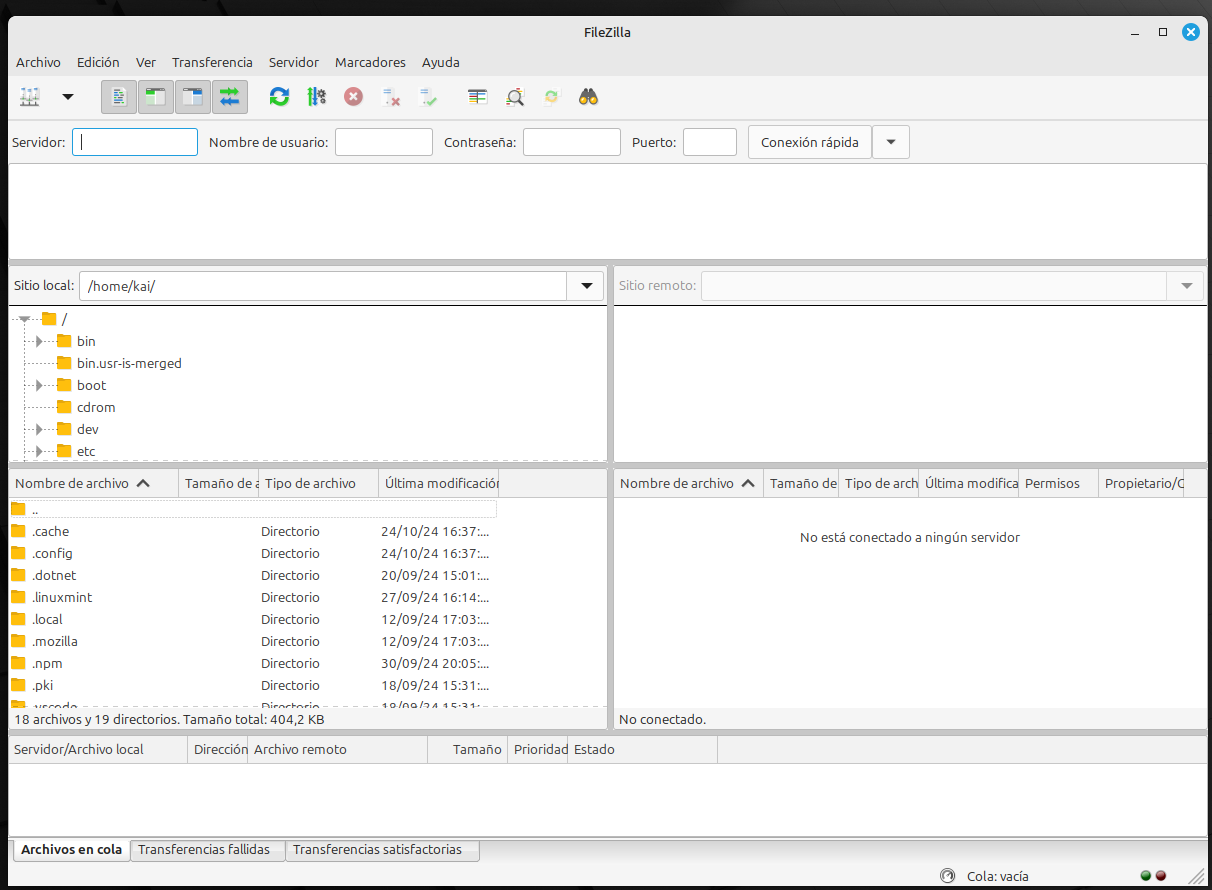 FileZilla
Archivo Edición Ver Transferencia Servidor Marcadores Ayuda
Servidor: Nombre de usuario: Contraseña: Puerto: Conexión rápida
Sitio local: /home/kai/
Sitio remoto:
/
bin
bin.usr-is-merged
boot
cdrom
dev
etc
Nombre de archivo Tamaño de a Tipo de archivo Última modificación
..
.cache Directorio 24/10/24 16:37:...
.config Directorio 24/10/24 16:37:...
.dotnet Directorio 20/09/24 15:01:...
.linuxmint Directorio 27/09/24 16:14:...
.local Directorio 12/09/24 17:03:...
.mozilla Directorio 12/09/24 17:03:...
.npm Directorio 30/09/24 20:05:...
.pki Directorio 18/09/24 15:31:...
.vscode Directorio 18/09/24 15:31:...
18 archivos y 19 directorios. Tamaño total: 404,2 KB
Nombre de archivo Tamaño de Tipo de arch Última modifica Permisos Propietario/G
No está conectado a ningún servidor
No conectado.
Servidor/Archivo local Dirección Archivo remoto Tamaño Prioridad Estado
Archivos en cola Transferencias fallidas Transferencias satisfactorias
Cola: vacía